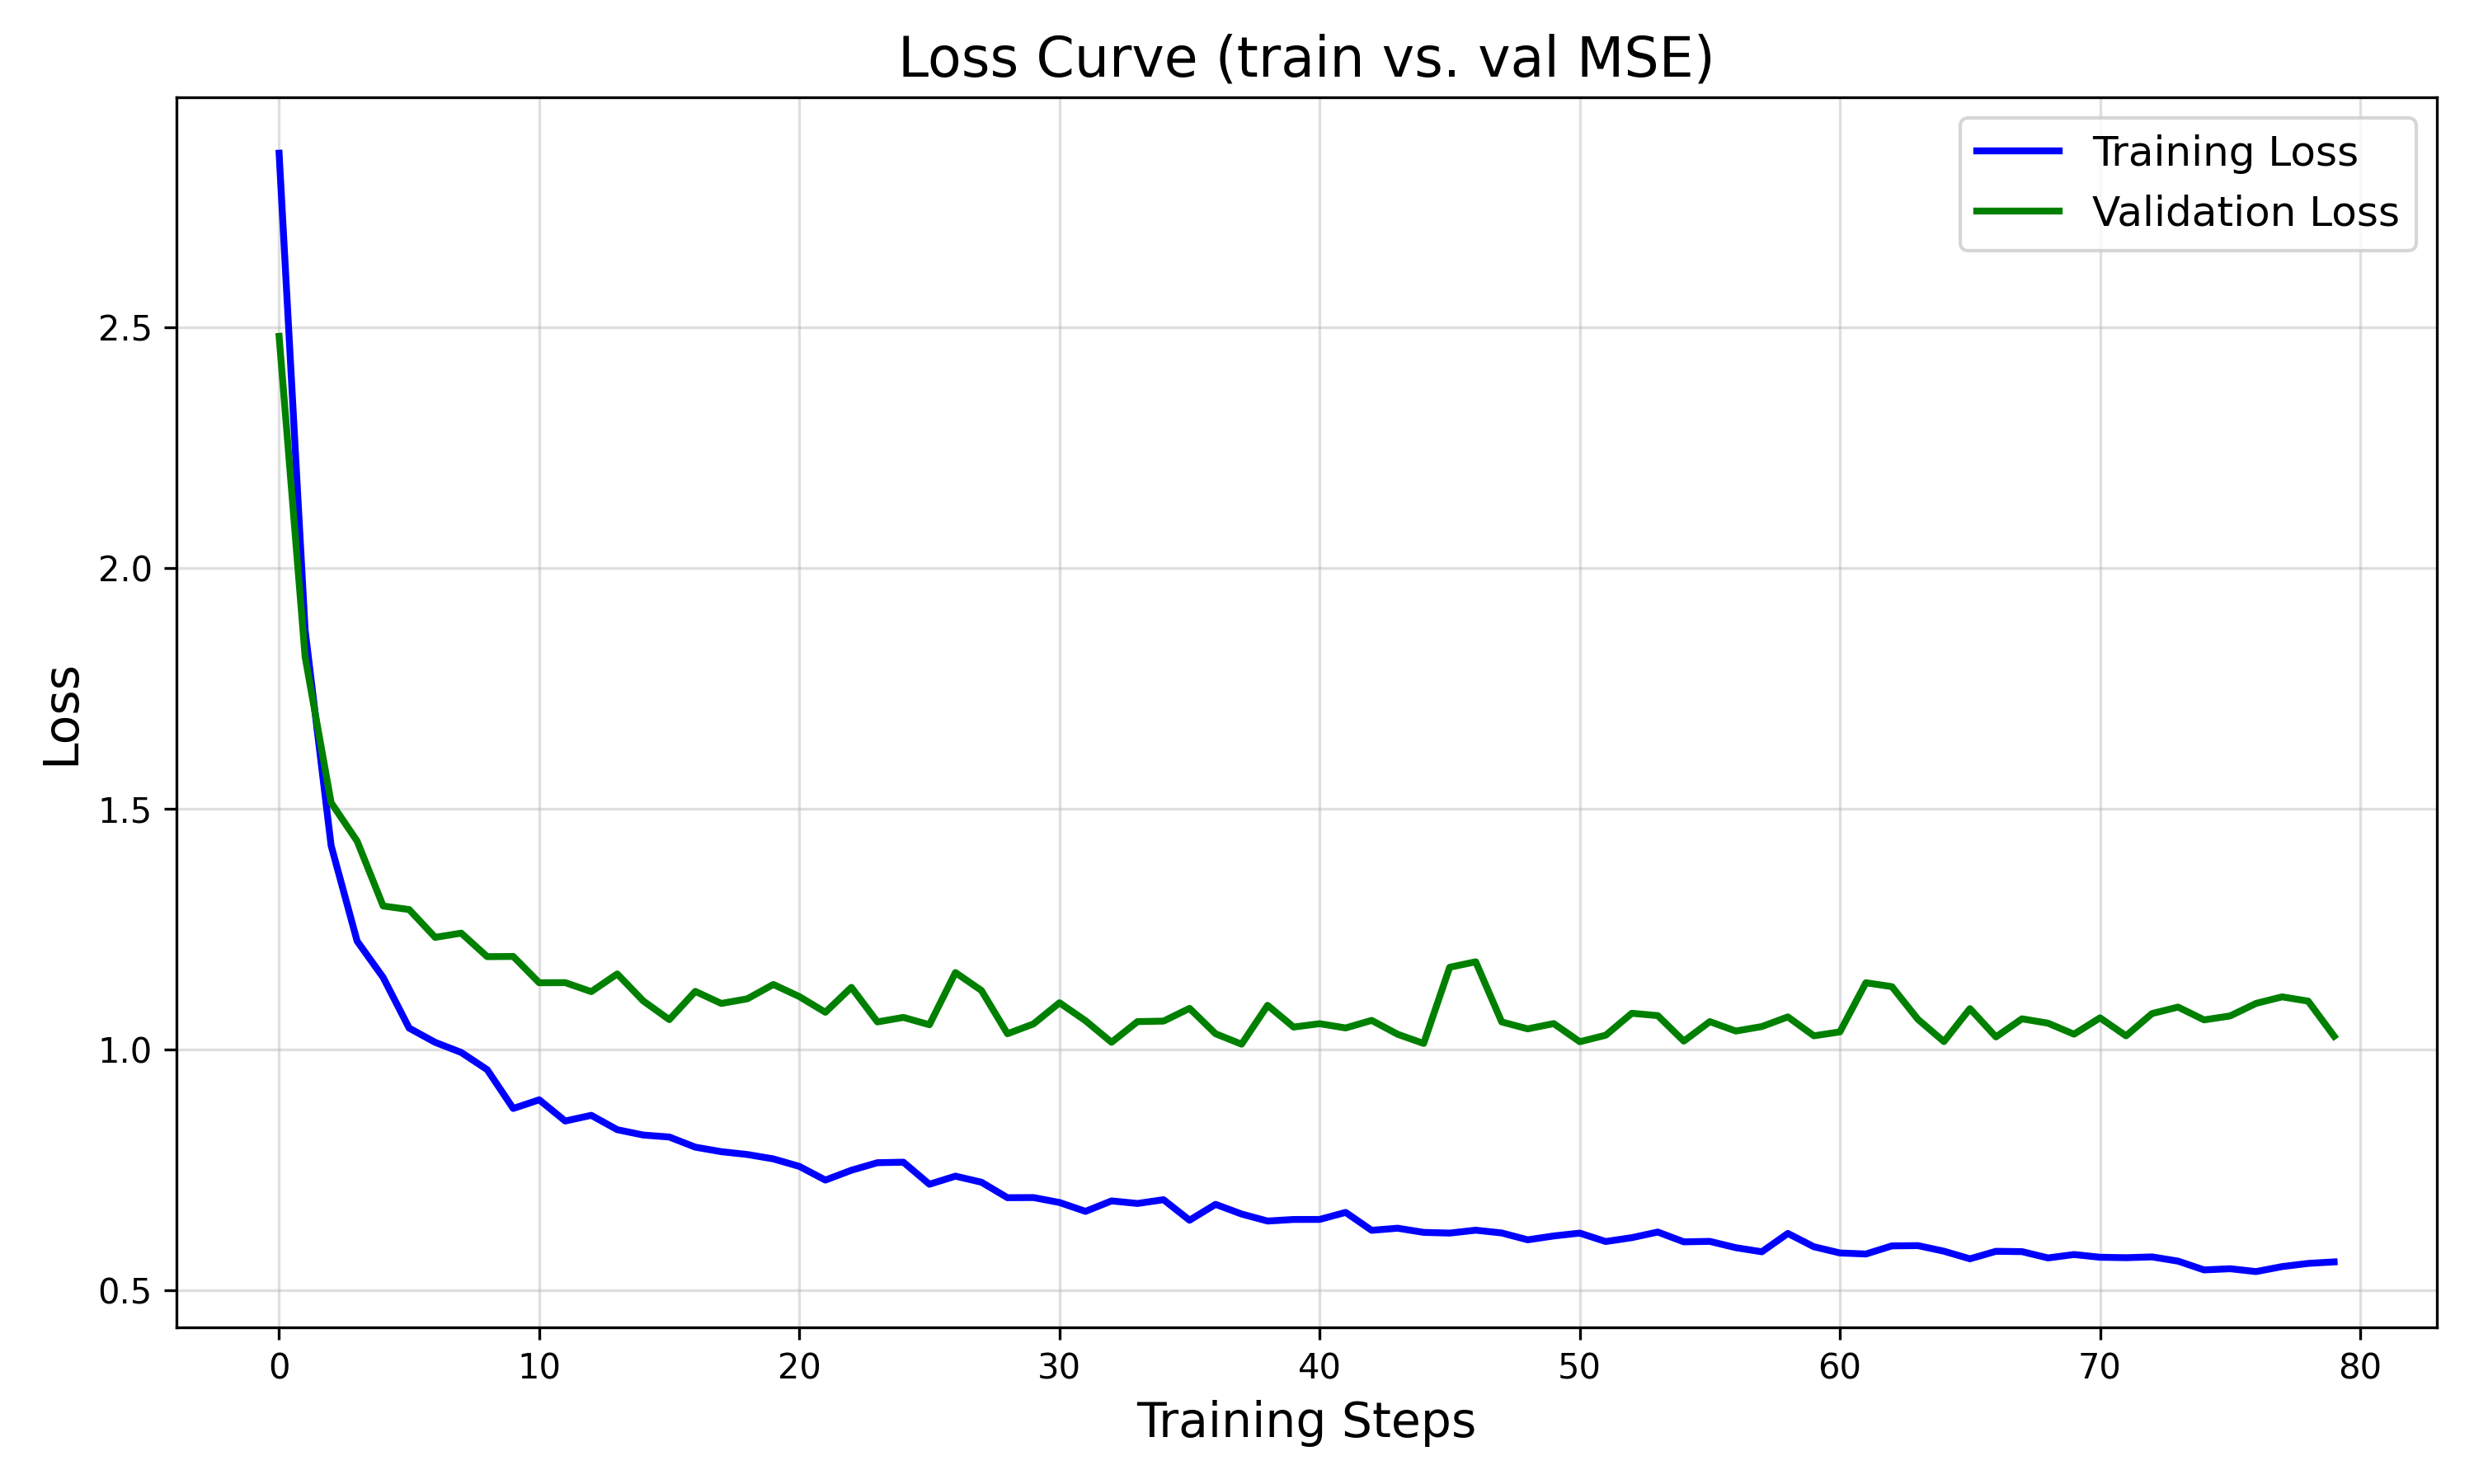 Loss Curve (train vs. val MSE)
Training Loss
Validation Loss
2.5
2.0
1.5
1.0
0.5
Loss
0 10 20 30 40 50 60 70 80
Training Steps